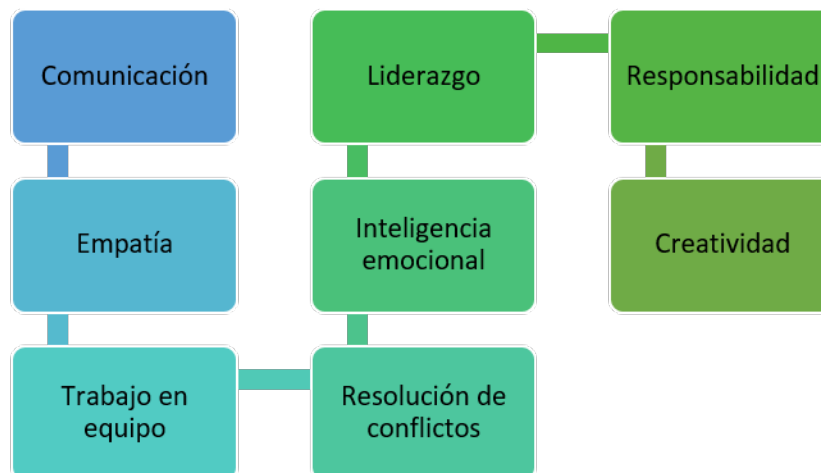 Comunicación
Empatía
Trabajo en
equipo
Resolución de
conflictos
Inteligencia
emocional
Liderazgo
Responsabilidad
Creatividad